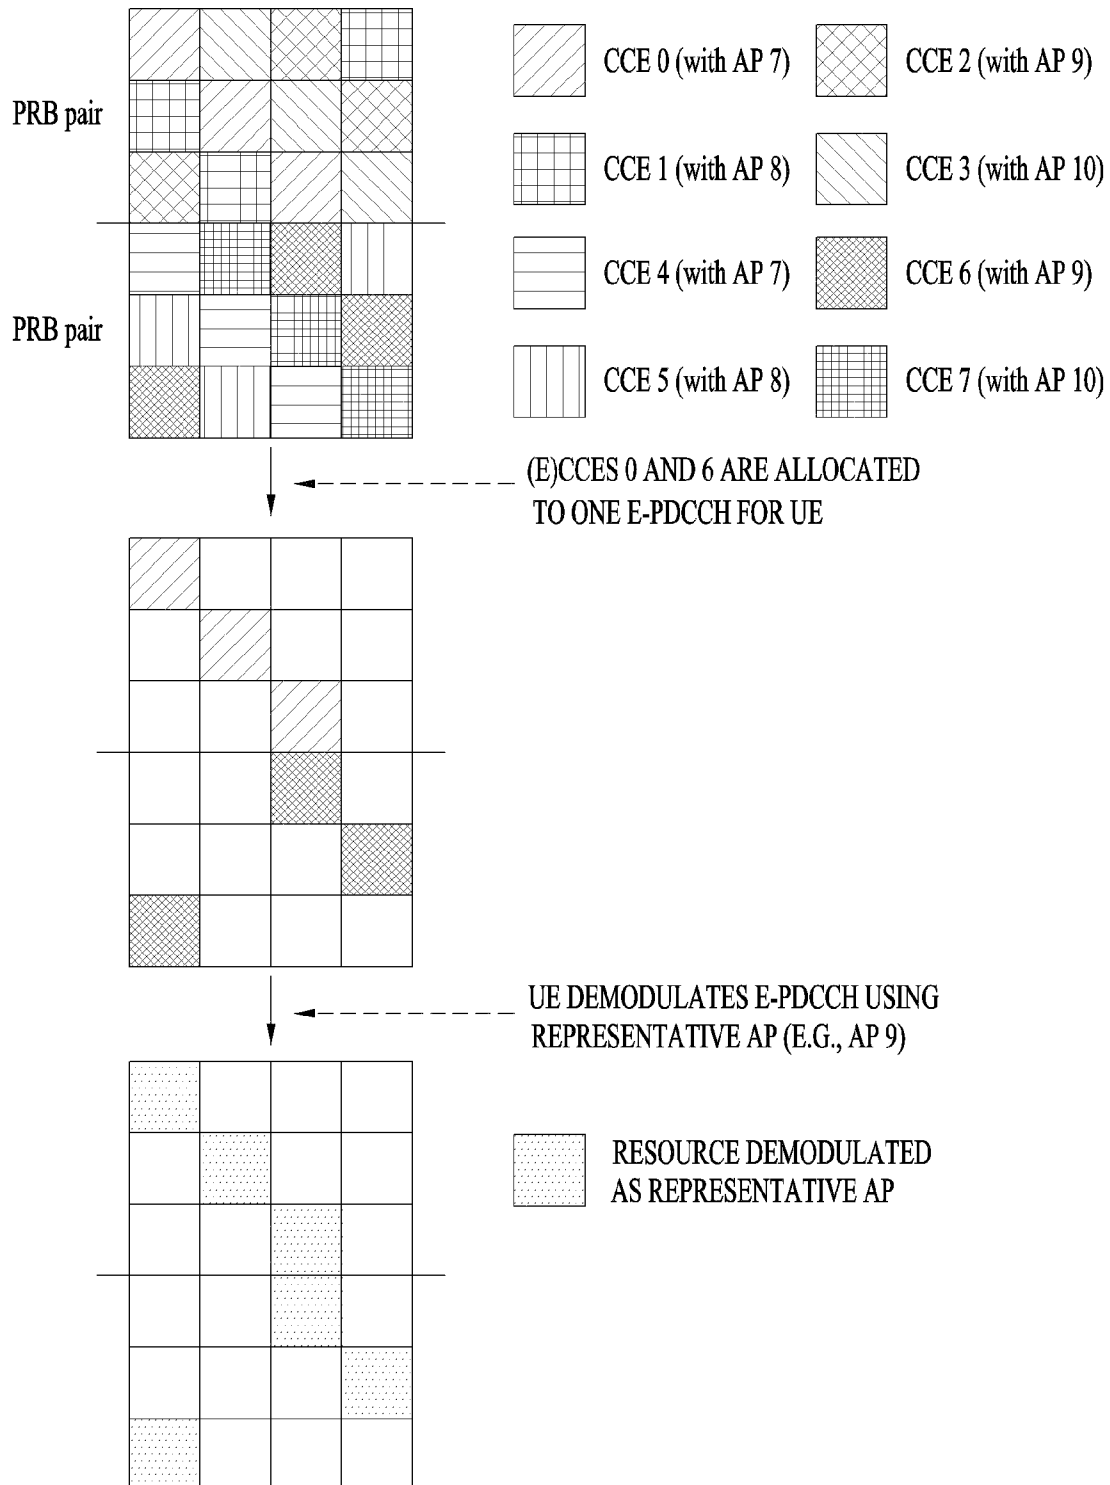 CCE 0 (with AP 7)
CCE 2 (with AP 9)
PRB pair
CCE 1 (with AP 8)
CCE 3 (with AP 10)
CCE 4 (with AP 7)
CCE 6 (with AP 9)
PRB pair
CCE 5 (with AP 8)
CCE 7 (with AP 10)
(E)CCES 0 AND 6 ARE ALLOCATED
TO ONE E-PDCCH FOR UE
UE DEMODULATES E-PDCCH USING
REPRESENTATIVE AP (E.G., AP 9)
RESOURCE DEMODULATED
AS REPRESENTATIVE AP